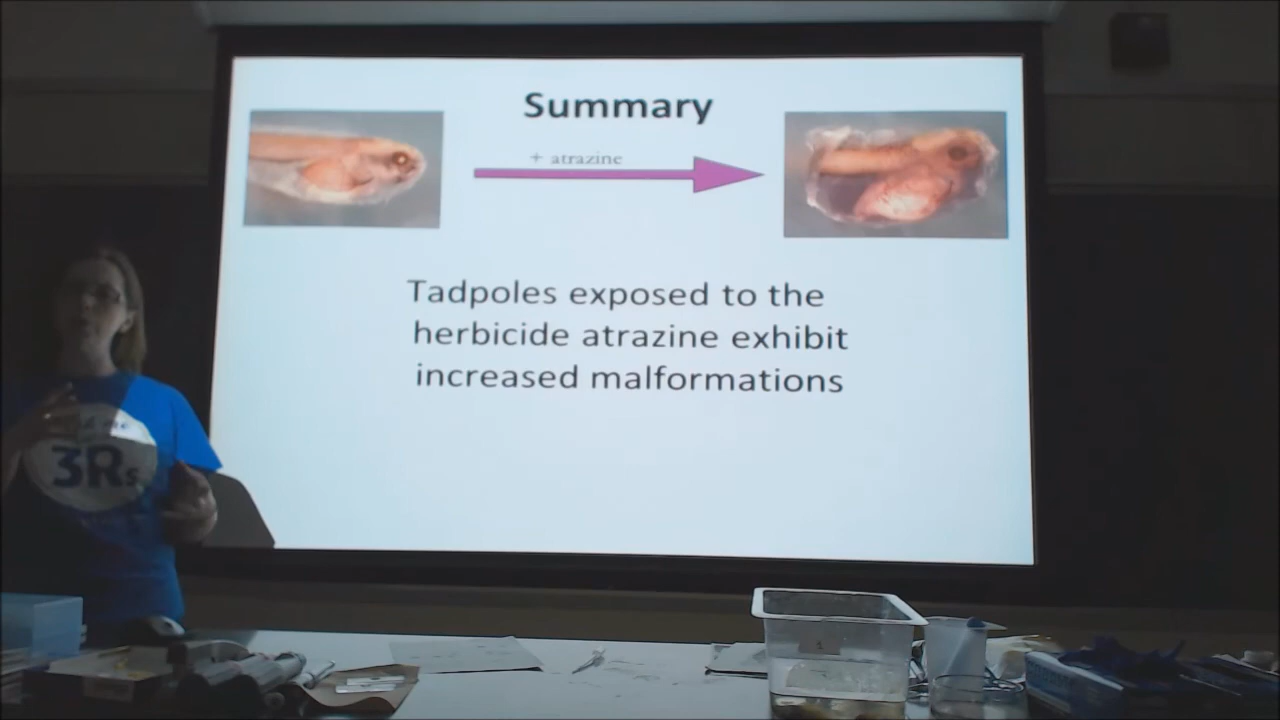 Summary
+ atrazine
Tadpoles exposed to the
herbicide atrazine exhibit
increased malformations
3Rs